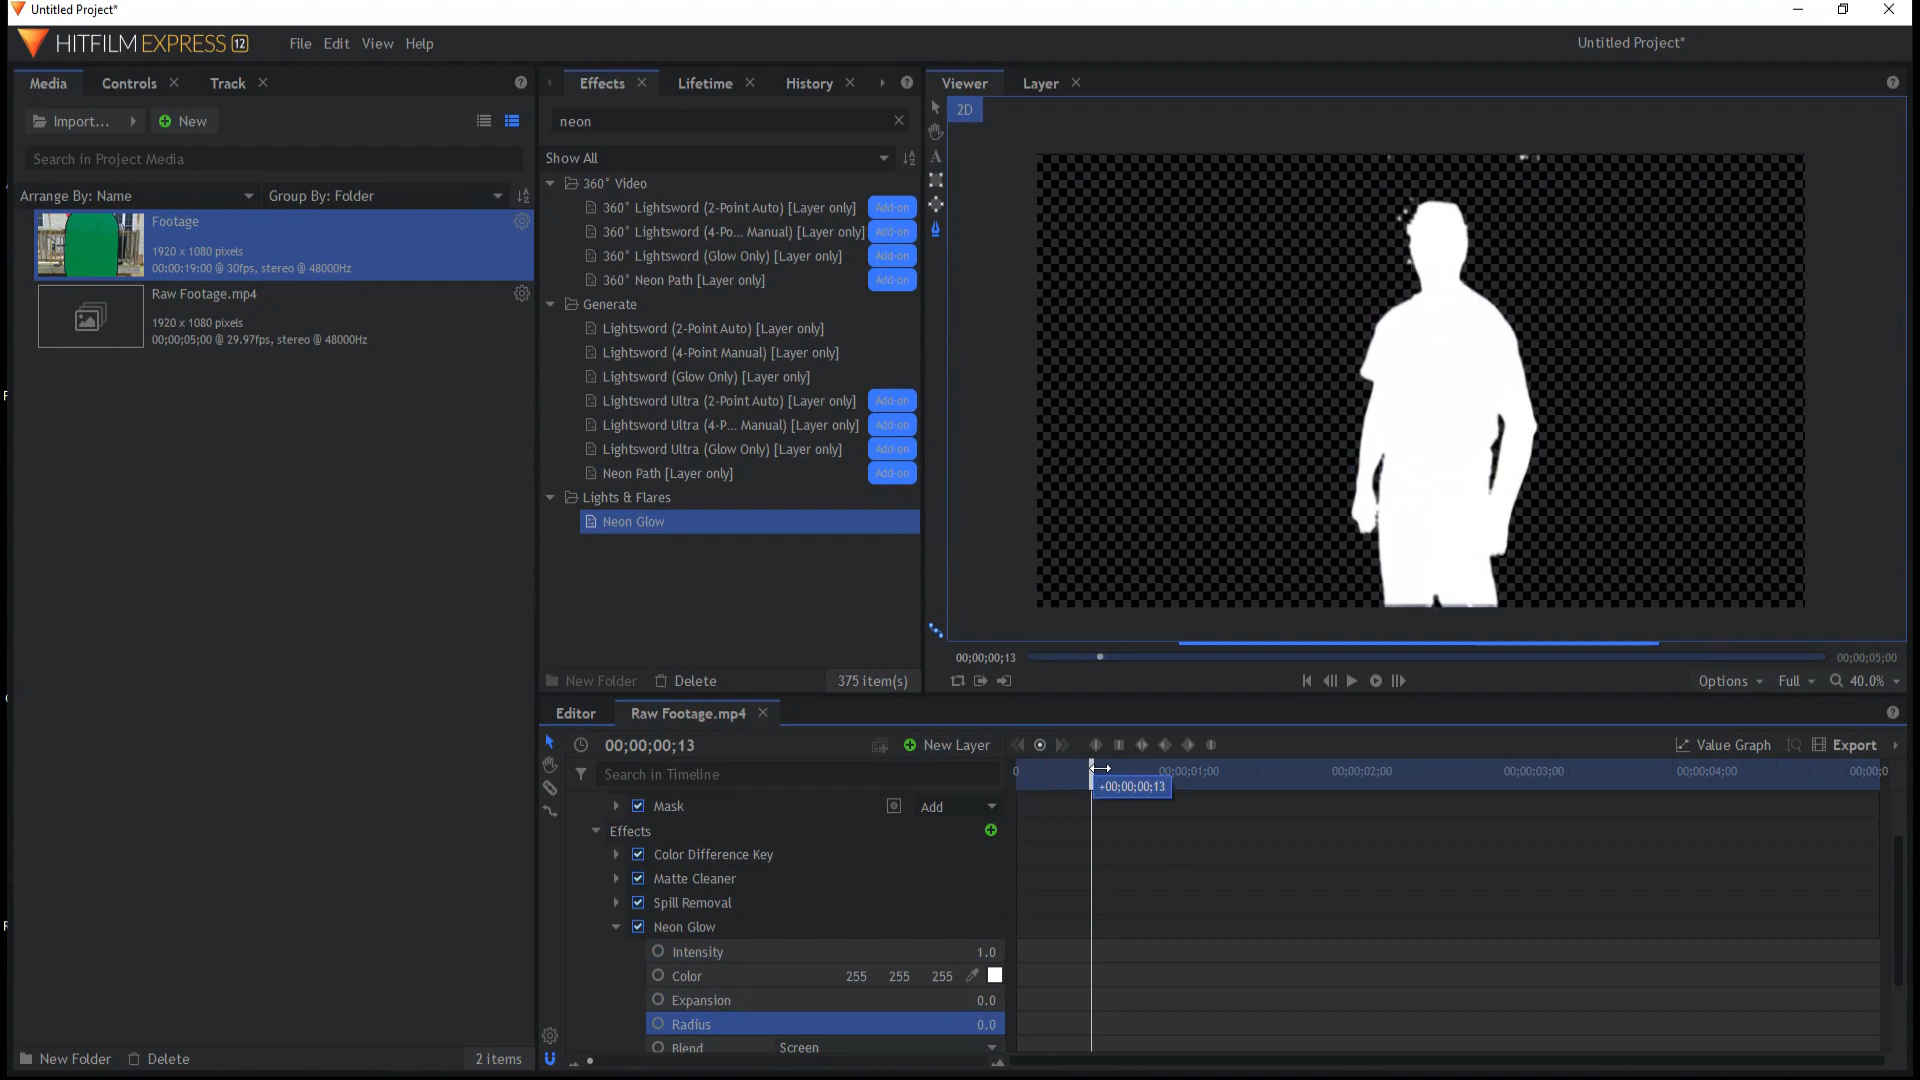 Untitled Project*
HITFILM EXPRESS 12
File Edit View Help
Untitled Project*
Media Controls Track
Import... New
Search in Project Media
Arrange By: Name Group By: Folder
Footage
1920 x 1080 pixels
00:00:19:00 @ 30fps, stereo @ 48000Hz
Raw Footage.mp4
1920 x 1080 pixels
00;00;05;00 @ 29.97fps, stereo @ 48000Hz
New Folder Delete 2 items
Effects Lifetime History
neon
Show All
360° Video
360° Lightsword (2-Point Auto) [Layer only] Add-on
360° Lightsword (4-Po... Manual) [Layer only] Add-on
360° Lightsword (Glow Only) [Layer only] Add-on
360° Neon Path [Layer only] Add-on
Generate
Lightsword (2-Point Auto) [Layer only]
Lightsword (4-Point Manual) [Layer only]
Lightsword (Glow Only) [Layer only]
Lightsword Ultra (2-Point Auto) [Layer only] Add-on
Lightsword Ultra (4-P... Manual) [Layer only] Add-on
Lightsword Ultra (Glow Only) [Layer only] Add-on
Neon Path [Layer only] Add-on
Lights & Flares
Neon Glow
New Folder Delete 375 item(s)
Viewer Layer
2D
A
00;00;00;13 00;00;05;00
Options Full 40.0%
Editor Raw Footage.mp4
00;00;00;13 New Layer Value Graph Export
Search in Timeline
0 00;00;01;00 00;00;02;00 00;00;03;00 00;00;04;00 00;00;0
+00;00;00;13
Mask Add
Effects
Color Difference Key
Matte Cleaner
Spill Removal
Neon Glow
Intensity 1.0
Color 255 255 255
Expansion 0.0
Radius 0.0
Blend Screen